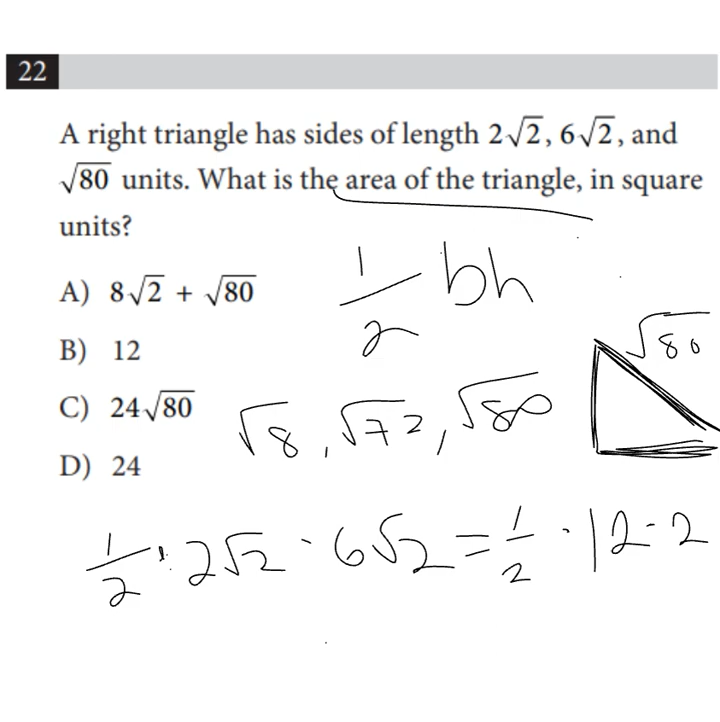 22
A right triangle has sides of length 2√2, 6√2, and
√80 units. What is the area of the triangle, in square
units?
A) 8√2 + √80
B) 12
C) 24√80
D) 24
1/2 bh
√80
√8, √72, √80
1/2 · 2√2 · 6√2 = 1/2 · 12 · 2